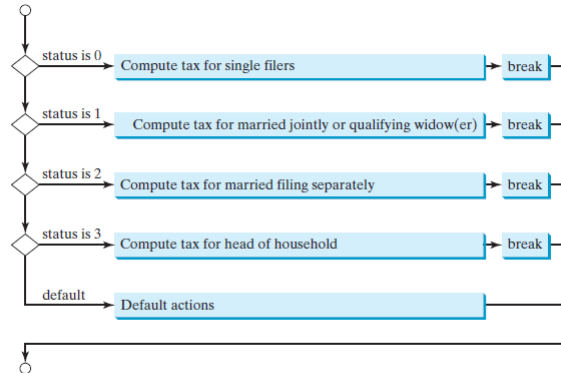 status is 0
Compute tax for single filers
break
status is 1
Compute tax for married jointly or qualifying widow(er)
break
status is 2
Compute tax for married filing separately
break
status is 3
Compute tax for head of household
break
default
Default actions